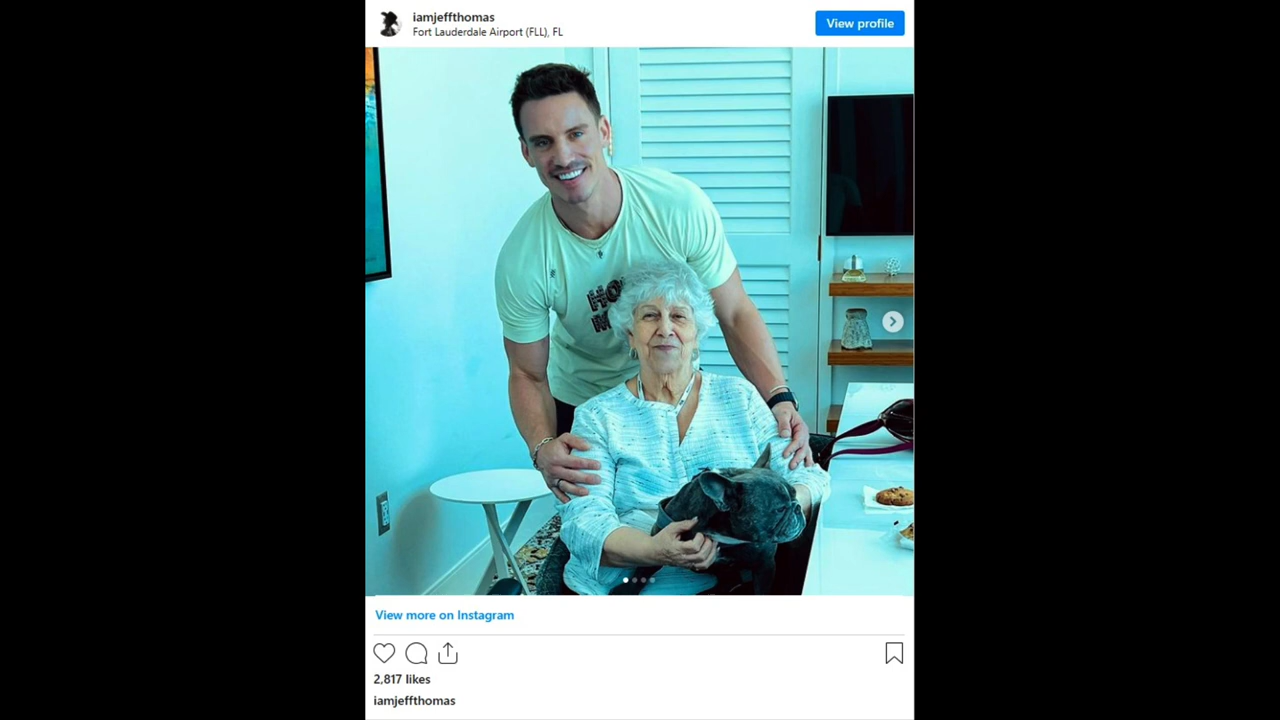 iamjeffthomas
Fort Lauderdale Airport (FLL), FL
View profile
View more on Instagram
2,817 likes
iamjeffthomas